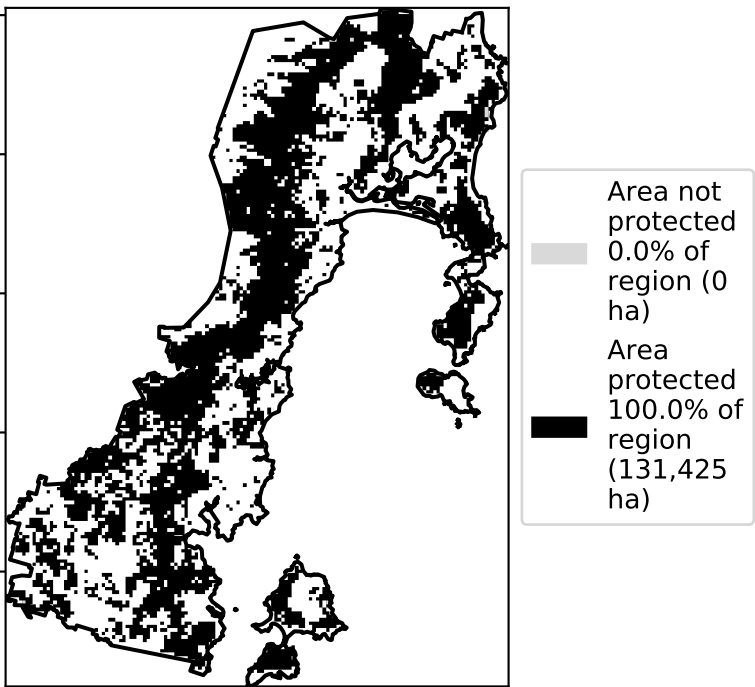 Area not
protected
0.0% of
region (0
ha)
Area
protected
100.0% of
region
(131,425
ha)